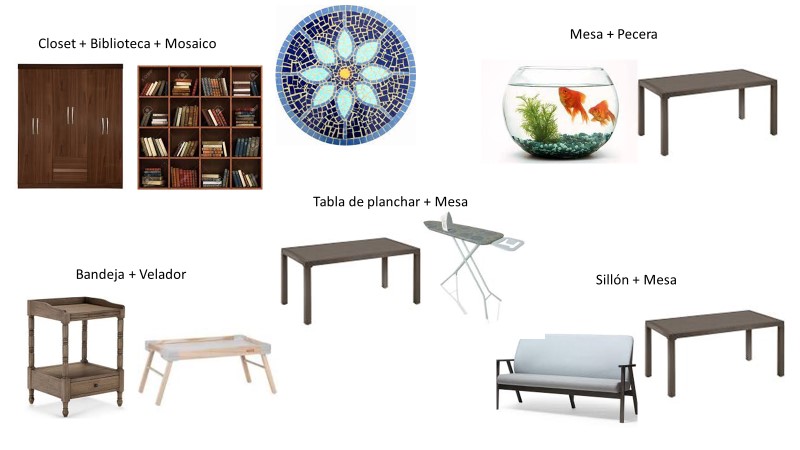 Closet + Biblioteca + Mosaico
Mesa + Pecera
Tabla de planchar + Mesa
Bandeja + Velador
Sillón + Mesa